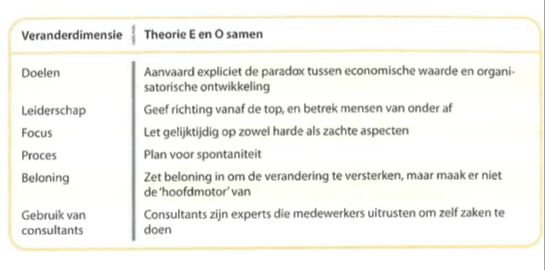 Veranderdimensie Theorie E en O samen
Doelen Aanvaard expliciet de paradox tussen economische waarde en organi-
satorische ontwikkeling
Leiderschap Geef richting vanaf de top, en betrek mensen van onder af
Focus Let gelijktijdig op zowel harde als zachte aspecten
Proces Plan voor spontaniteit
Beloning Zet beloning in om de verandering te versterken, maar maak er niet
de 'hoofdmotor' van
Gebruik van Consultants zijn experts die medewerkers uitrusten om zelf zaken te
consultants doen